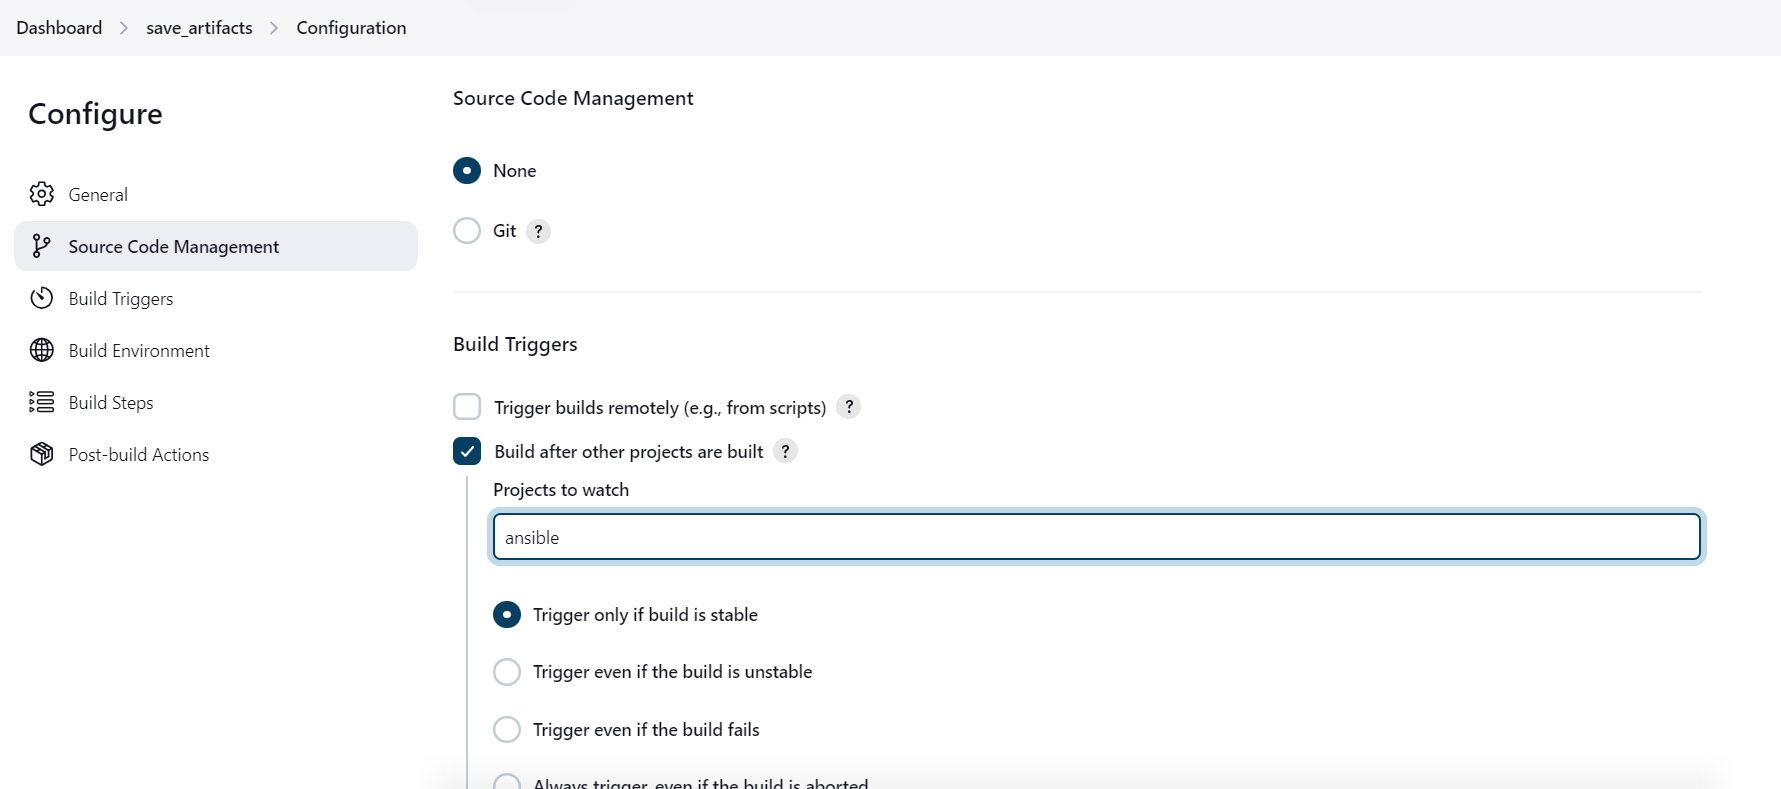 Dashboard > save_artifacts > Configuration
Configure
General
Source Code Management
Build Triggers
Build Environment
Build Steps
Post-build Actions
Source Code Management
None
Git ?
Build Triggers
Trigger builds remotely (e.g., from scripts) ?
Build after other projects are built ?
Projects to watch
ansible
Trigger only if build is stable
Trigger even if the build is unstable
Trigger even if the build fails
Always trigger, even if the build is aborted